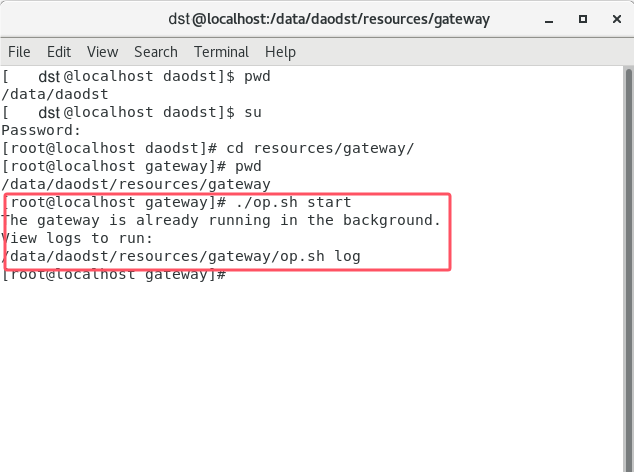 dst@localhost:/data/daodst/resources/gateway
File Edit View Search Terminal Help
[ dst@localhost daodst]$ pwd
/data/daodst
[ dst@localhost daodst]$ su
Password:
[root@localhost daodst]# cd resources/gateway/
[root@localhost gateway]# pwd
/data/daodst/resources/gateway
[root@localhost gateway]# ./op.sh start
The gateway is already running in the background.
View logs to run:
/data/daodst/resources/gateway/op.sh log
[root@localhost gateway]#